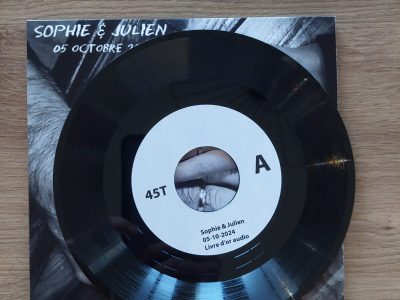 SOPHIE & JULIEN
05 OCTOBRE
45T
A
Sophie & Julien
05-10-2024
Livre d'or audio